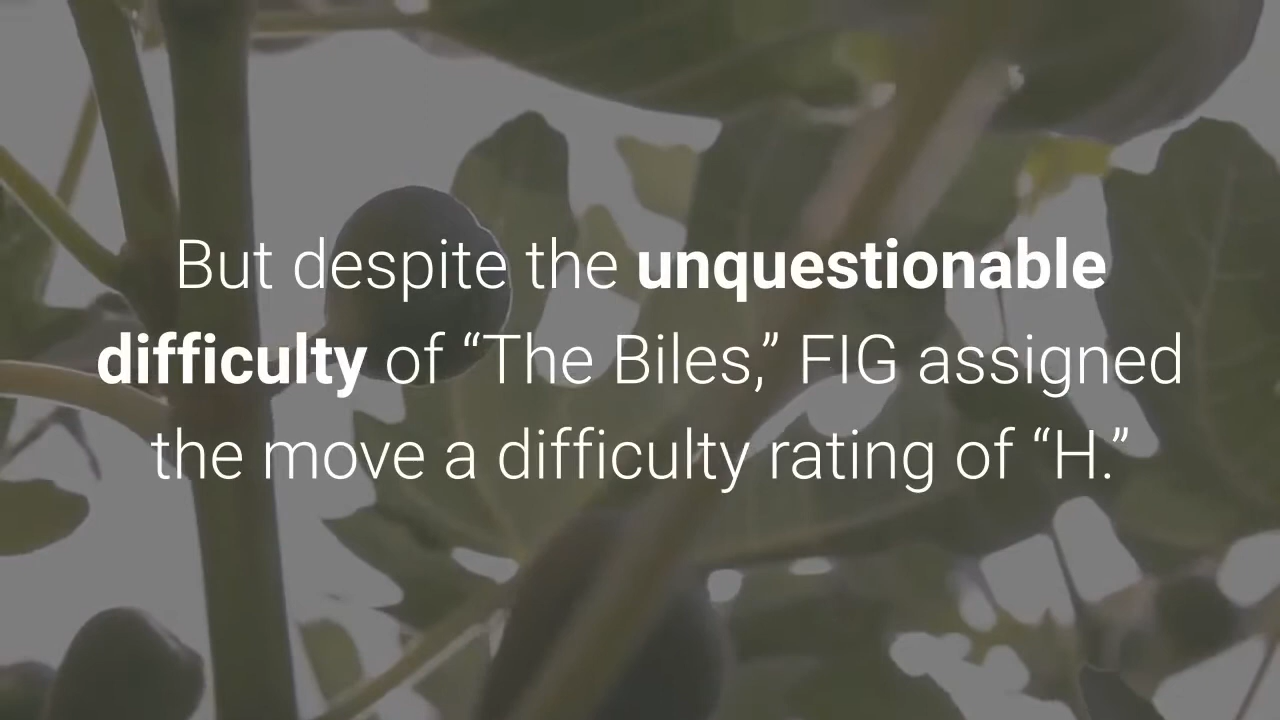 But despite the unquestionable
difficulty of “The Biles,” FIG assigned
the move a difficulty rating of “H.”